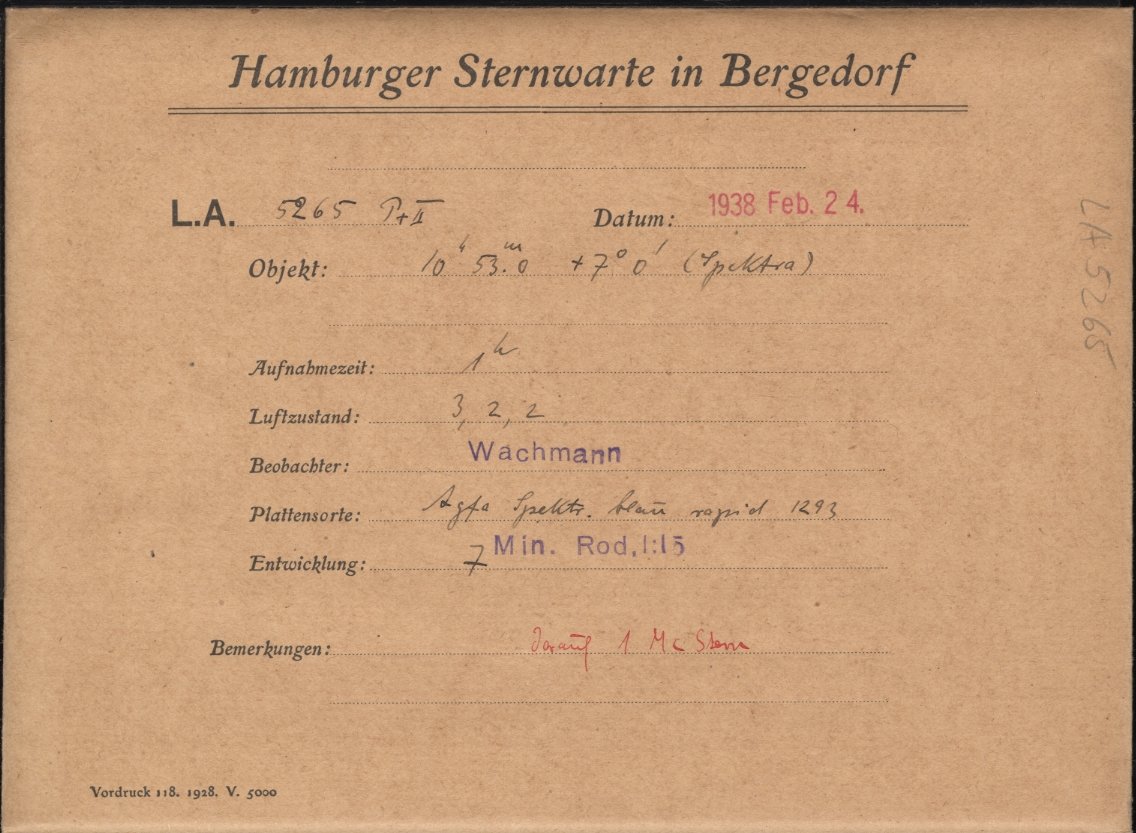 Hamburger Sternwarte in Bergedorf
L.A. 5265 P+II Datum: 1938 Feb. 24.
Objekt: 10h 53.m0 +7° 0' (Spektra)
Aufnahmezeit: 1h
Luftzustand: 3, 2, 2
Beobachter: Wachmann
Plattensorte: Agfa Spektr. blau rapid 1293
Entwicklung: 7 Min. Rod. 1:15
Bemerkungen: darauf 1 Mc Stern
Vordruck 118. 1928. V. 5000
LA 5265